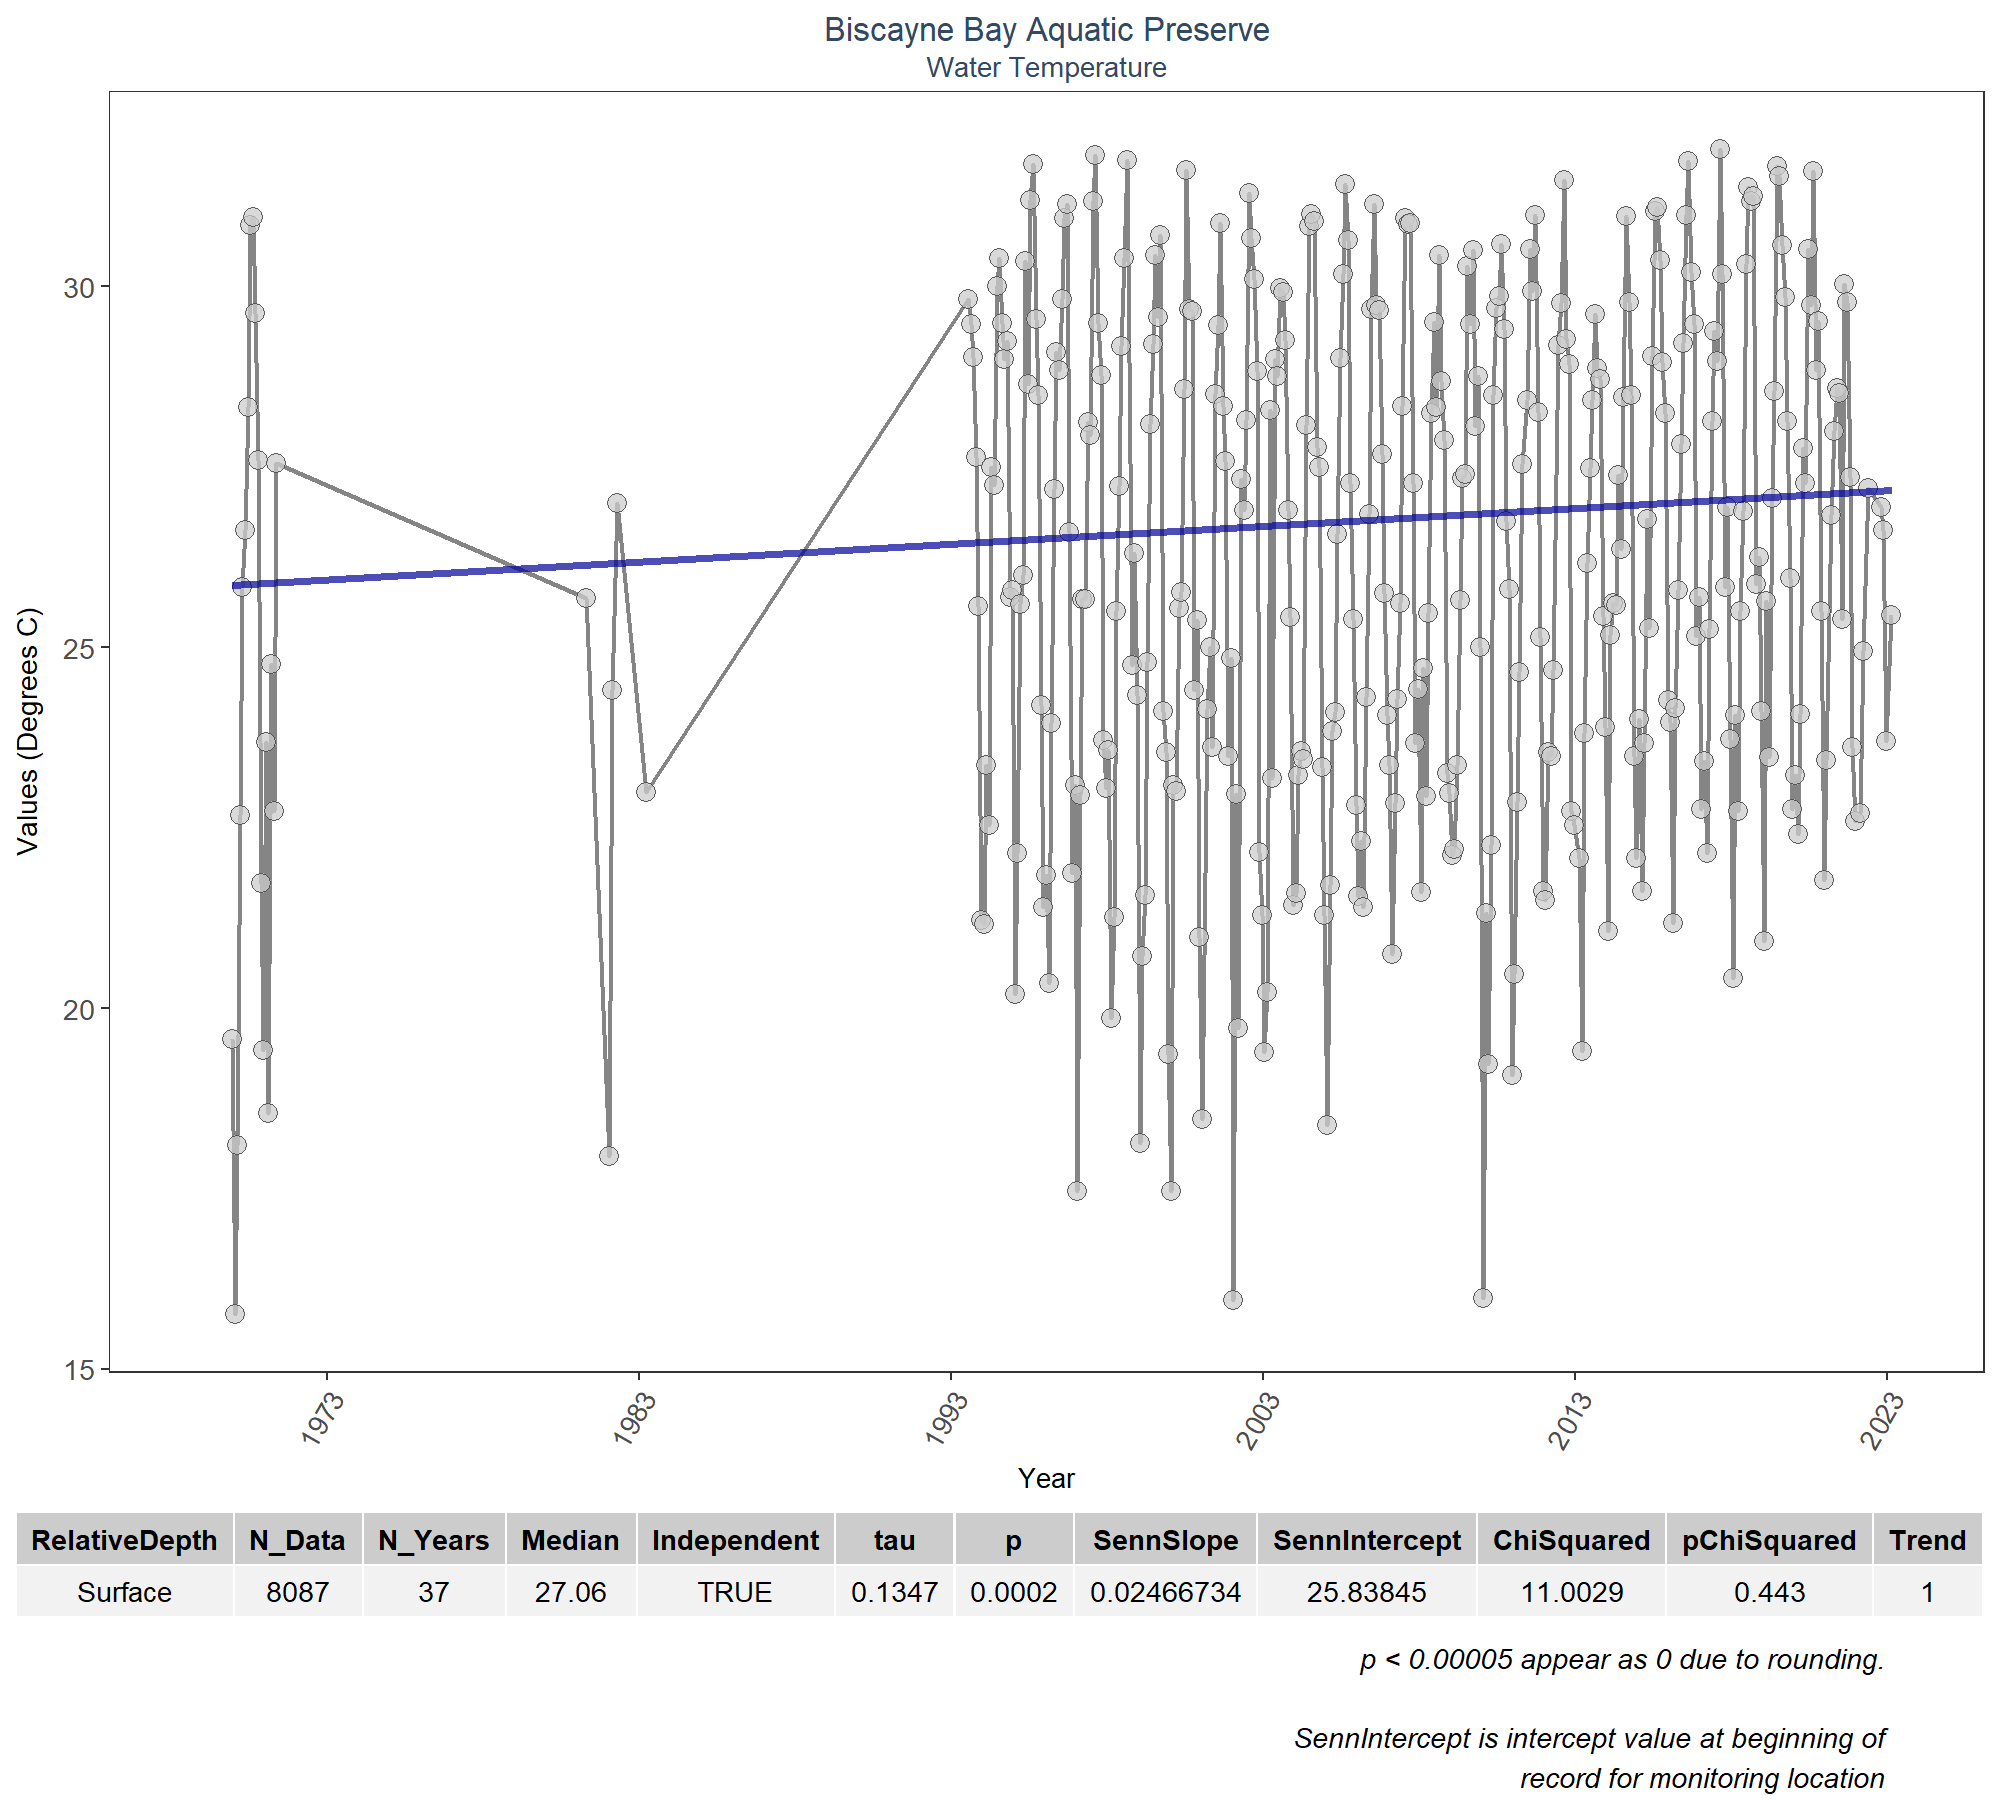 Biscayne Bay Aquatic Preserve
Water Temperature
Values (Degrees C)
30
25
20
15
1973
1983
1993
2003
2013
2023
Year
RelativeDepth N_Data N_Years Median Independent tau p SennSlope SennIntercept ChiSquared pChiSquared Trend
Surface 8087 37 27.06 TRUE 0.1347 0.0002 0.02466734 25.83845 11.0029 0.443 1
p < 0.00005 appear as 0 due to rounding.
SennIntercept is intercept value at beginning of
record for monitoring location